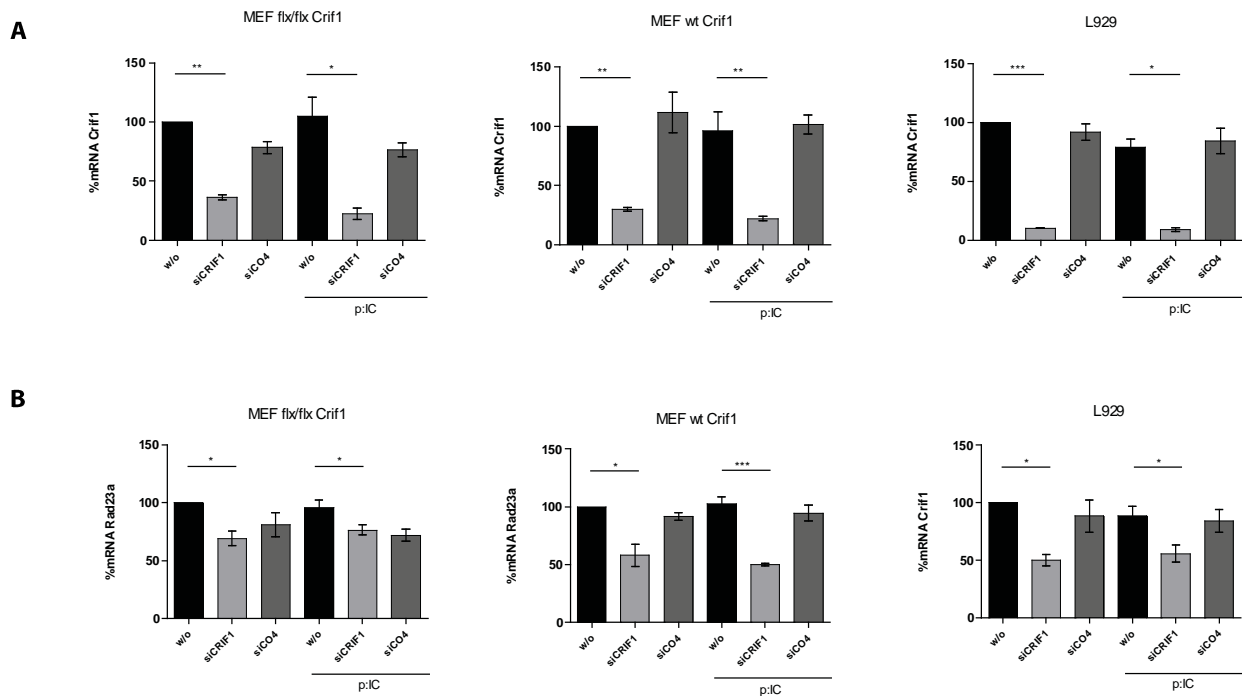 A
MEF flx/flx Crif1
%mRNA Crif1
150
100
50
0
**
*
w/o
siCRIF1
siCO4
w/o
siCRIF1
siCO4
p:IC
MEF wt Crif1
%mRNA Crif1
150
100
50
0
**
**
w/o
siCRIF1
siCO4
w/o
siCRIF1
siCO4
p:IC
L929
%mRNA Crif1
150
100
50
0
***
*
w/o
siCRIF1
siCO4
w/o
siCRIF1
siCO4
p:IC
B
MEF flx/flx Crif1
%mRNA Rad23a
150
100
50
0
*
*
w/o
siCRIF1
siCO4
w/o
siCRIF1
siCO4
p:IC
MEF wt Crif1
%mRNA Rad23a
150
100
50
0
*
***
w/o
siCRIF1
siCO4
w/o
siCRIF1
siCO4
p:IC
L929
%mRNA Crif1
150
100
50
0
*
*
w/o
siCRIF1
siCO4
w/o
siCRIF1
siCO4
p:IC